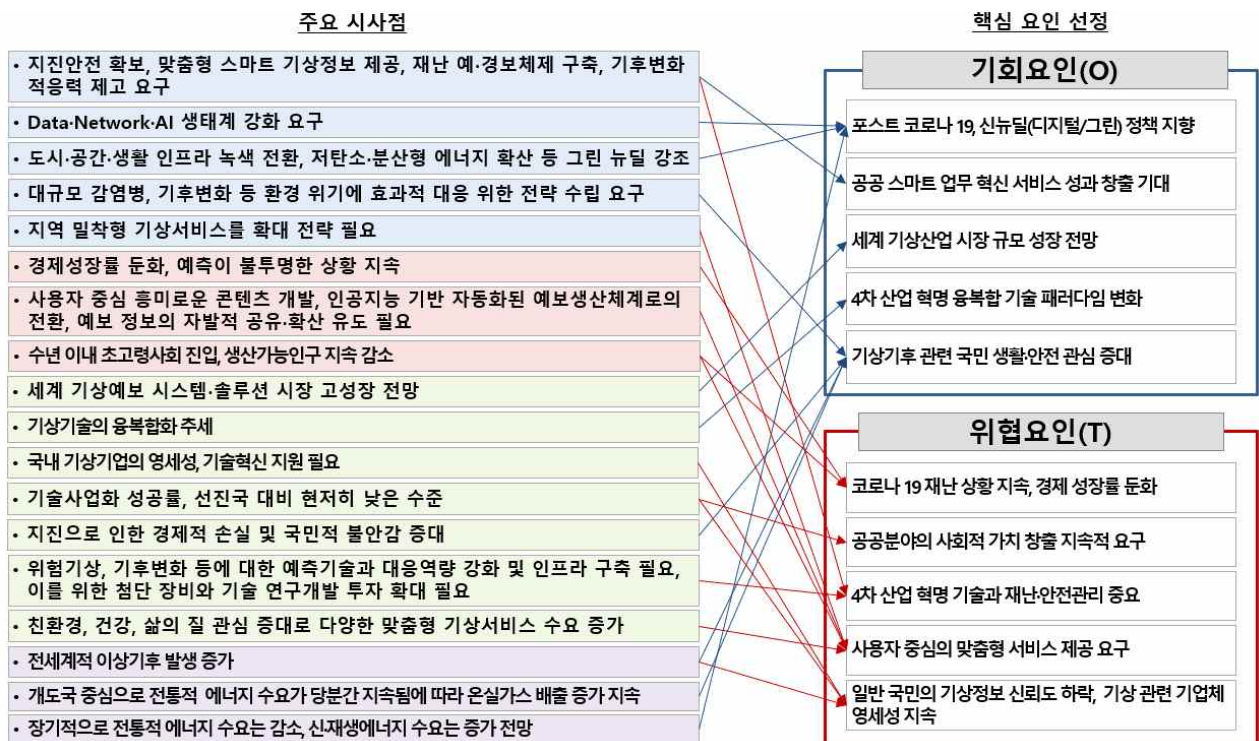 주요 시사점
• 지진안전 확보, 맞춤형 스마트 기상정보 제공, 재난 예·경보체제 구축, 기후변화
적응력 제고 요구
• Data·Network·AI 생태계 강화 요구
• 도시·공간·생활 인프라 녹색 전환, 저탄소·분산형 에너지 확산 등 그린 뉴딜 강조
• 대규모 감염병, 기후변화 등 환경 위기에 효과적 대응 위한 전략 수립 요구
• 지역 밀착형 기상서비스를 확대 전략 필요
• 경제성장률 둔화, 예측이 불투명한 상황 지속
• 사용자 중심 흥미로운 콘텐츠 개발, 인공지능 기반 자동화된 예보생산체계로의
전환, 예보 정보의 자발적 공유·확산 유도 필요
• 수년 이내 초고령사회 진입, 생산가능인구 지속 감소
• 세계 기상예보 시스템·솔루션 시장 고성장 전망
• 기상기술의 융복합화 추세
• 국내 기상기업의 영세성, 기술혁신 지원 필요
• 기술사업화 성공률, 선진국 대비 현저히 낮은 수준
• 지진으로 인한 경제적 손실 및 국민적 불안감 증대
• 위험기상, 기후변화 등에 대한 예측기술과 대응역량 강화 및 인프라 구축 필요,
이를 위한 첨단 장비와 기술 연구개발 투자 확대 필요
• 친환경, 건강, 삶의 질 관심 증대로 다양한 맞춤형 기상서비스 수요 증가
• 전세계적 이상기후 발생 증가
• 개도국 중심으로 전통적 에너지 수요가 당분간 지속됨에 따라 온실가스 배출 증가 지속
• 장기적으로 전통적 에너지 수요는 감소, 신·재생에너지 수요는 증가 전망
핵심 요인 선정
기회요인(O)
포스트 코로나 19, 신뉴딜(디지털/그린) 정책 지향
공공 스마트 업무 혁신 서비스 성과 창출 기대
세계 기상산업 시장 규모 성장 전망
4차 산업 혁명 융복합 기술 패러다임 변화
기상기후 관련 국민 생활·안전 관심 증대
위협요인(T)
코로나 19 재난 상황 지속, 경제 성장률 둔화
공공분야의 사회적 가치 창출 지속적 요구
4차 산업 혁명 기술과 재난·안전관리 중요
사용자 중심의 맞춤형 서비스 제공 요구
일반 국민의 기상정보 신뢰도 하락, 기상 관련 기업체
영세성 지속